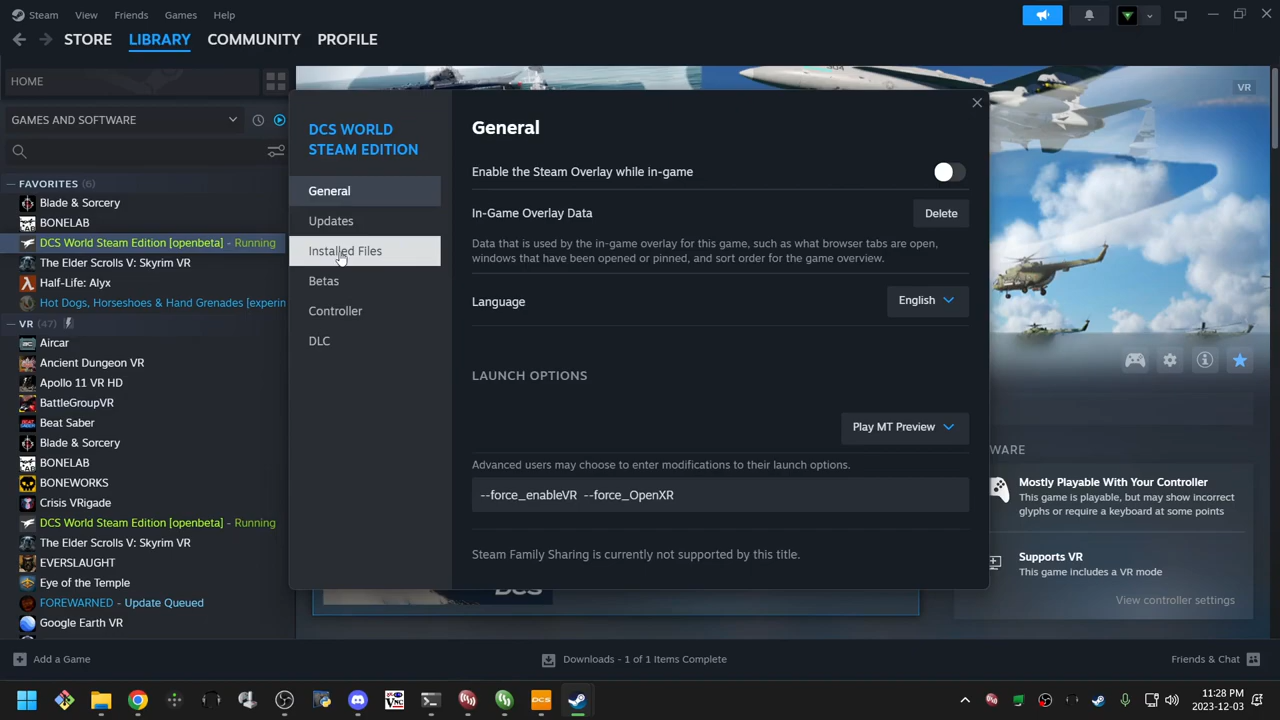 Steam View Friends Games Help
STORE LIBRARY COMMUNITY PROFILE
HOME
VR
GAMES AND SOFTWARE
FAVORITES (6)
Blade & Sorcery
BONELAB
DCS World Steam Edition [openbeta] - Running
The Elder Scrolls V: Skyrim VR
Half-Life: Alyx
Hot Dogs, Horseshoes & Hand Grenades [experin
VR (47)
Aircar
Ancient Dungeon VR
Apollo 11 VR HD
BattleGroupVR
Beat Saber
Blade & Sorcery
BONELAB
BONEWORKS
Crisis VRigade
DCS World Steam Edition [openbeta] - Running
The Elder Scrolls V: Skyrim VR
EVERSLAUGHT
Eye of the Temple
FOREWARNED - Update Queued
Google Earth VR
DCS WORLD
STEAM EDITION
General
Updates
Installed Files
Betas
Controller
DLC
General
Enable the Steam Overlay while in-game
In-Game Overlay Data Delete
Data that is used by the in-game overlay for this game, such as what browser tabs are open,
windows that have been opened or pinned, and sort order for the game overview.
Language English
LAUNCH OPTIONS
Play MT Preview
Advanced users may choose to enter modifications to their launch options.
--force_enableVR --force_OpenXR
Steam Family Sharing is currently not supported by this title.
WARE
Mostly Playable With Your Controller
This game is playable, but may show incorrect
glyphs or require a keyboard at some points
Supports VR
This game includes a VR mode
View controller settings
DCS
Add a Game Downloads - 1 of 1 Items Complete Friends & Chat
VNC
DCS
11:28 PM
2023-12-03